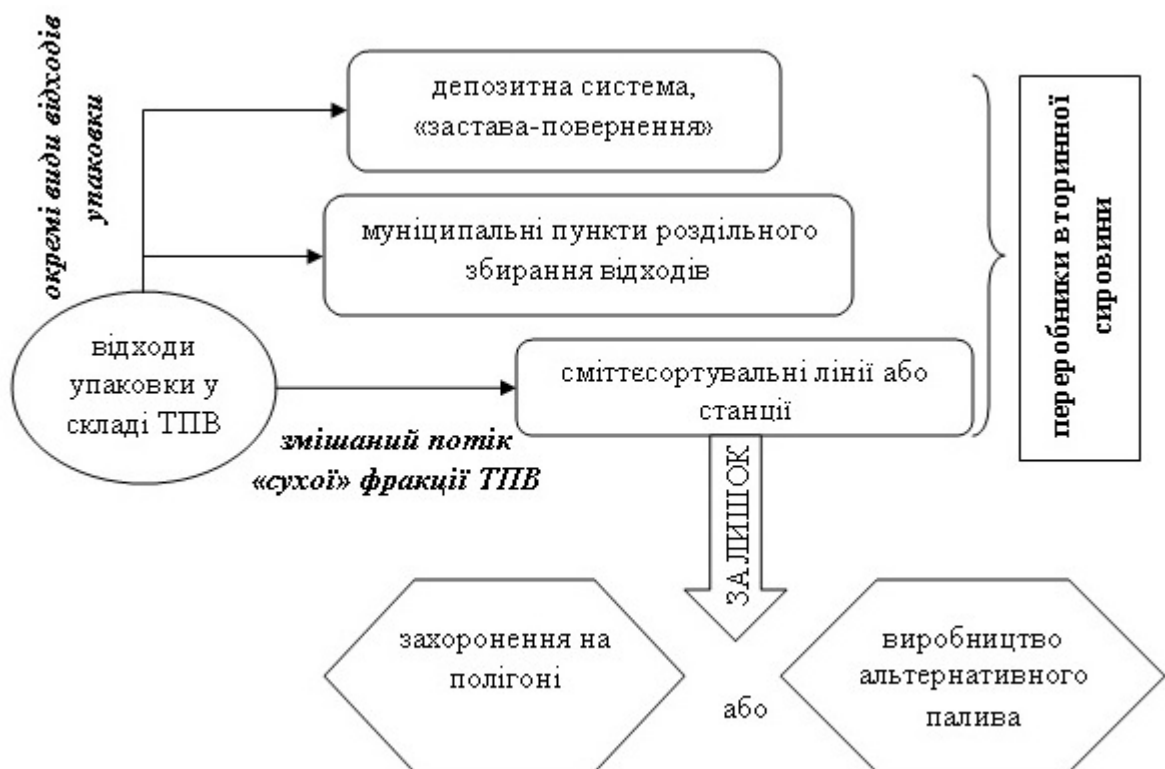 окремі види відходів
упаковки
депозитна система,
«застава-повернення»
муніципальні пункти роздільного
збирання відходів
переробники вторинної
сировини
відходи
упаковки у
складі ТПВ
сміттєсортувальні лінії або
станції
змішаний потік
«сухої» фракції ТПВ
ЗАЛИШОК
захоронення на
полігоні
або
виробництво
альтернативного
палива